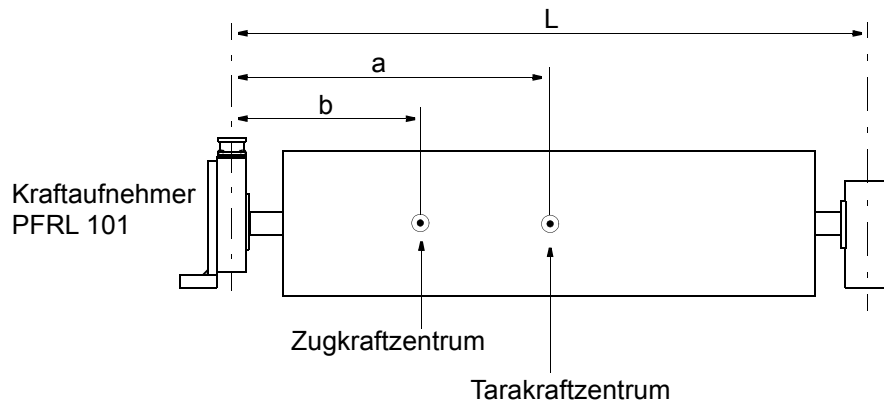 L
a
b
Kraftaufnehmer
PFRL 101
Zugkraftzentrum
Tarakraftzentrum